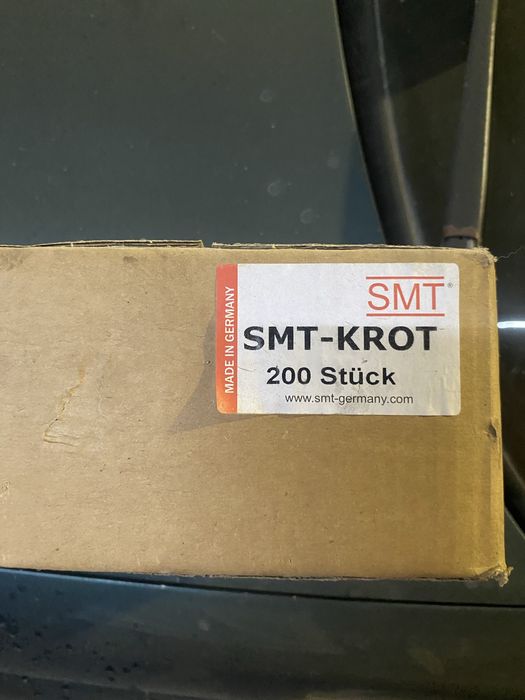 MADE IN GERMANY
SMT®
SMT-KROT
200 Stück
www.smt-germany.com